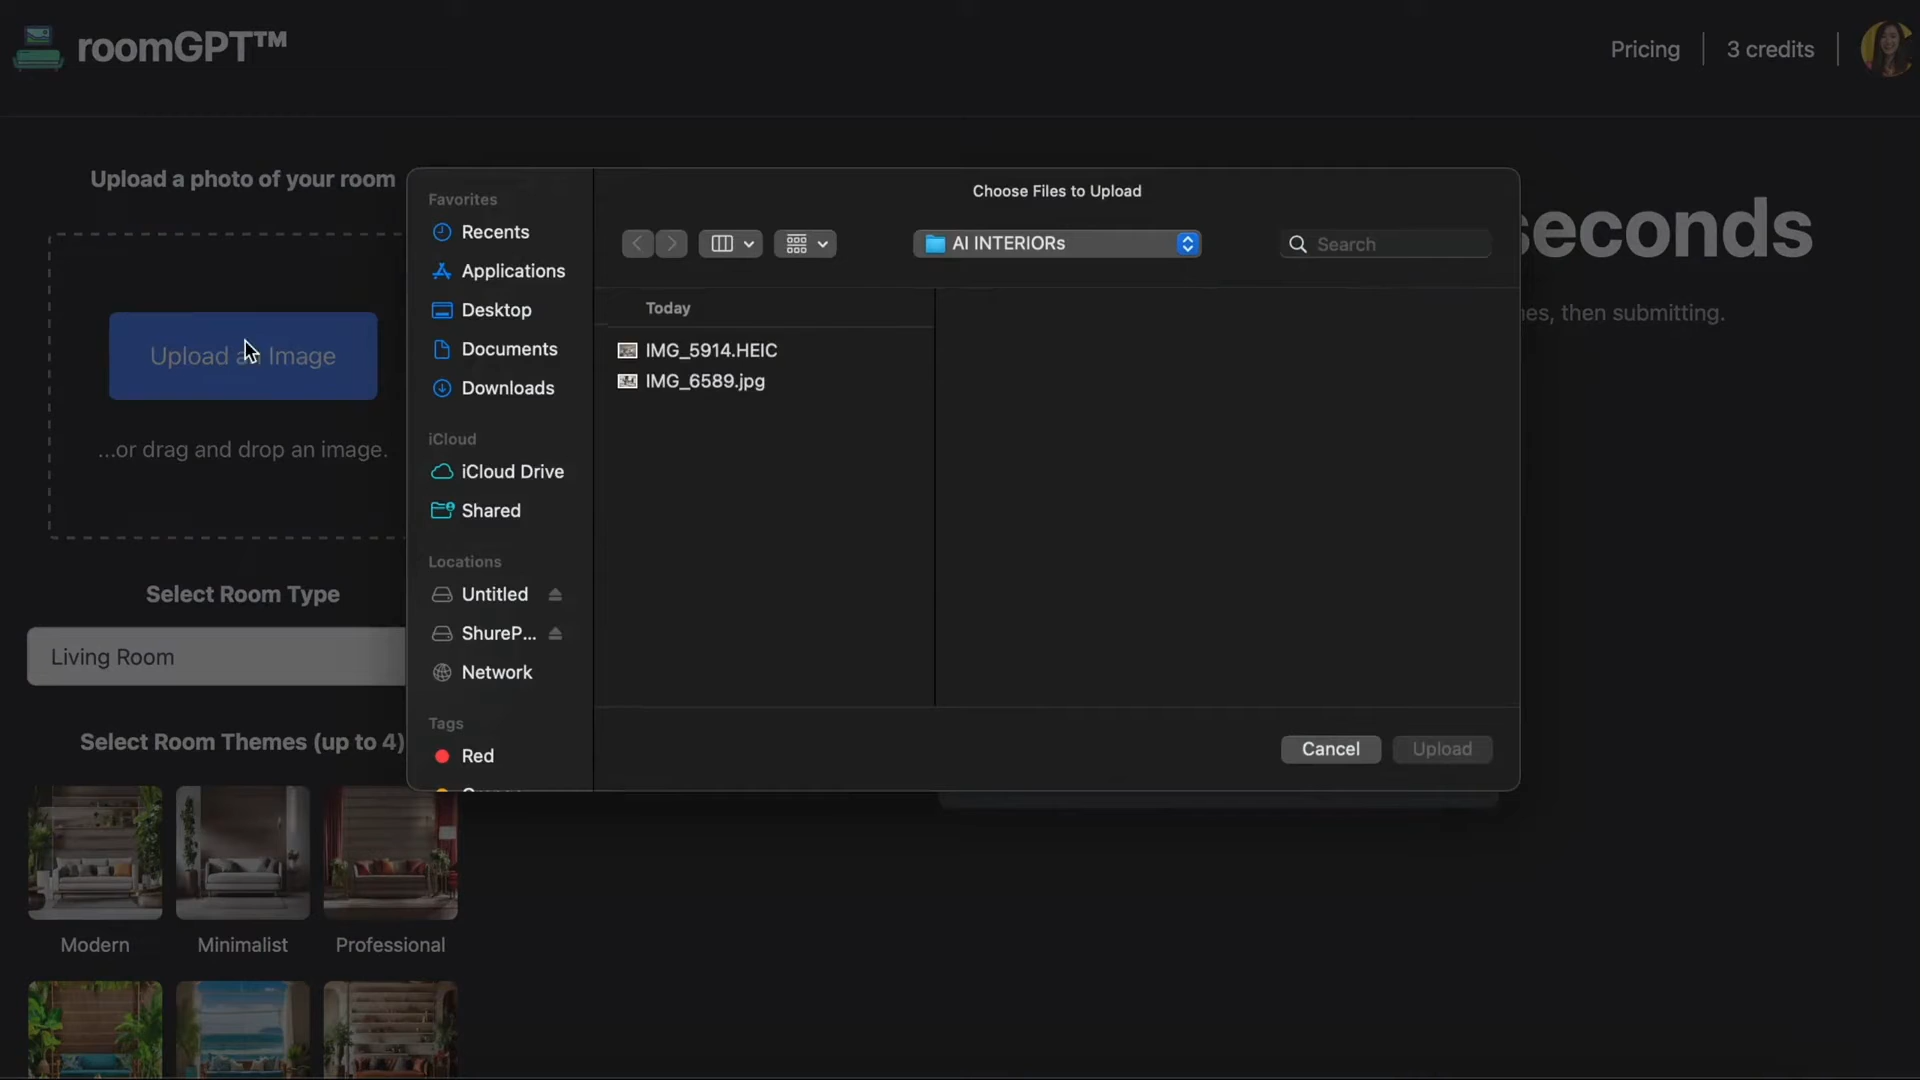 roomGPT™
Pricing
3 credits
Upload a photo of your room
Upload an Image
...or drag and drop an image.
Select Room Type
Living Room
Select Room Themes (up to 4)
Modern
Minimalist
Professional
Favorites
Recents
Applications
Desktop
Documents
Downloads
iCloud
iCloud Drive
Shared
Locations
Untitled
ShureP...
Network
Tags
Red
Choose Files to Upload
AI INTERIORs
Search
Today
IMG_5914.HEIC
IMG_6589.jpg
Cancel
Upload
seconds
then submitting.